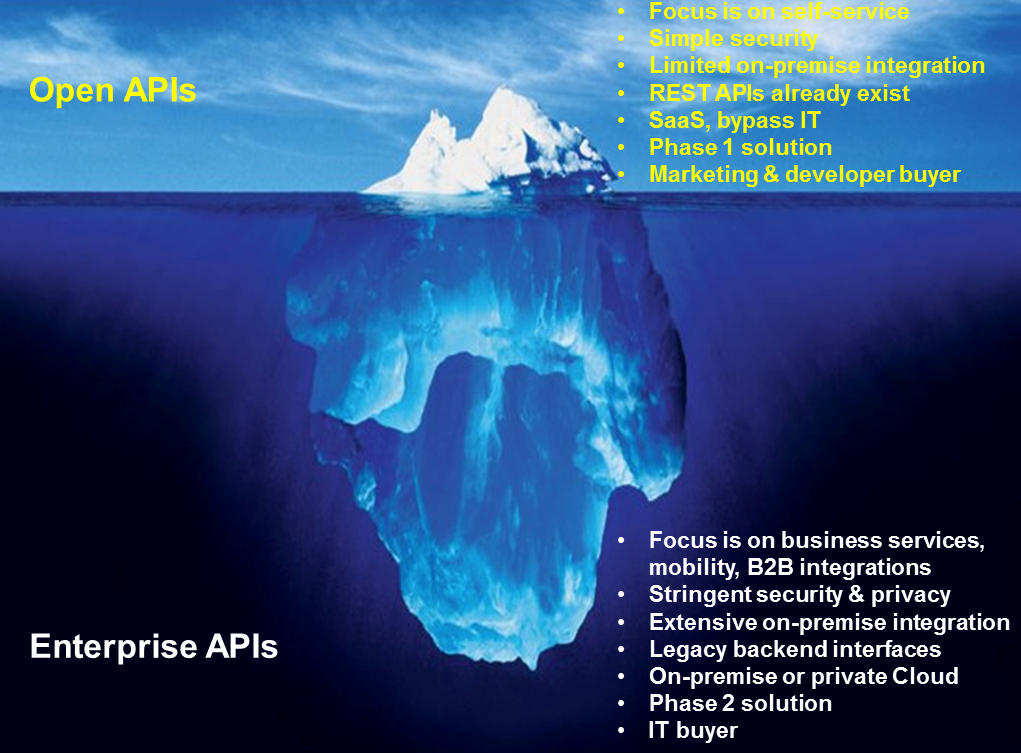 Open APIs
• Focus is on self-service
• Simple security
• Limited on-premise integration
• REST APIs already exist
• SaaS, bypass IT
• Phase 1 solution
• Marketing & developer buyer
Enterprise APIs
• Focus is on business services,
mobility, B2B integrations
• Stringent security & privacy
• Extensive on-premise integration
• Legacy backend interfaces
• On-premise or private Cloud
• Phase 2 solution
• IT buyer